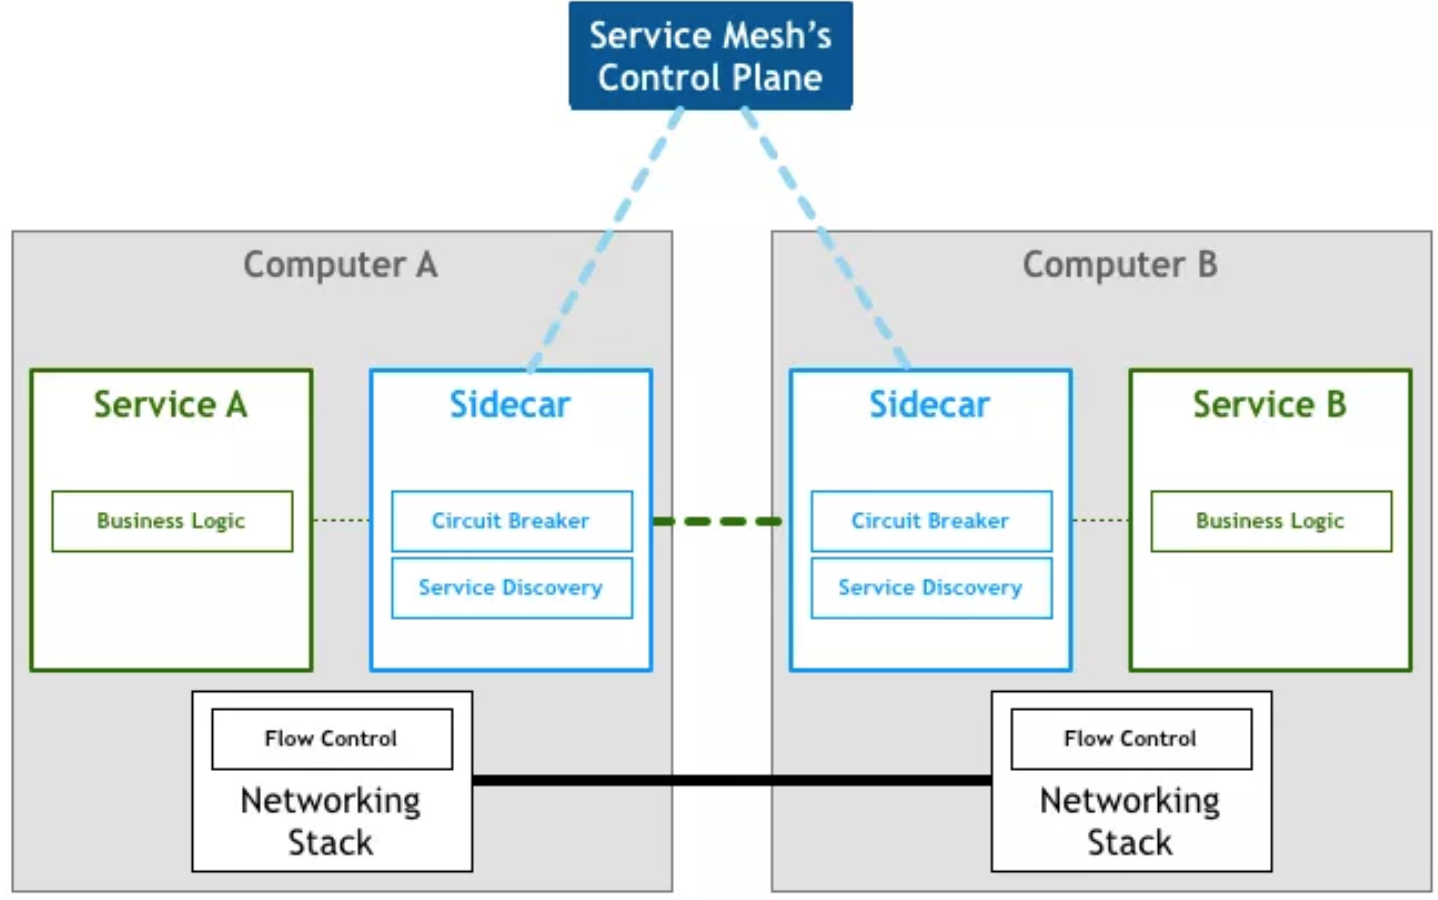 Service Mesh’s
Control Plane
Computer A
Computer B
Service A
Sidecar
Sidecar
Service B
Business Logic
Circuit Breaker
Circuit Breaker
Business Logic
Service Discovery
Service Discovery
Flow Control
Flow Control
Networking
Stack
Networking
Stack